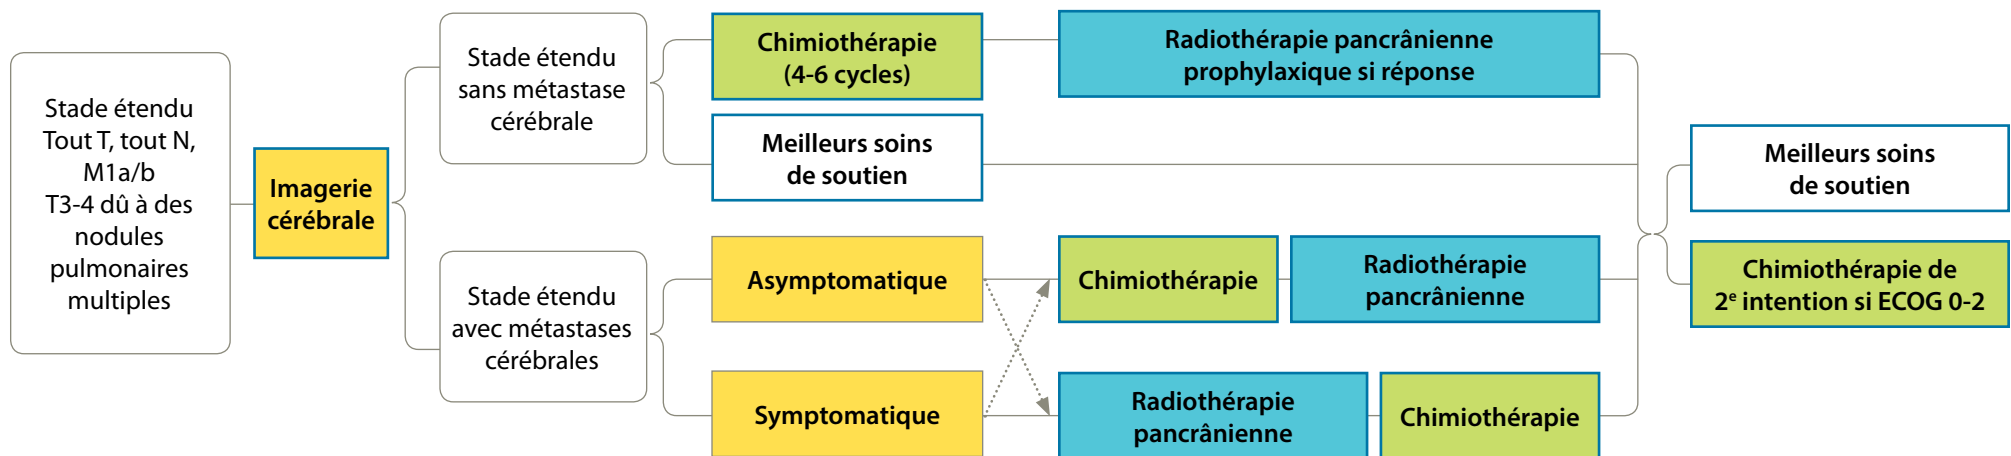 Stade étendu
Tout T, tout N,
M1a/b
T3-4 dû à des
nodules
pulmonaires
multiples
Imagerie
cérébrale
Stade étendu
sans métastase
cérébrale
Chimiothérapie
(4-6 cycles)
Radiothérapie pancrânienne
prophylaxique si réponse
Meilleurs soins
de soutien
Stade étendu
avec métastases
cérébrales
Asymptomatique
Chimiothérapie
Radiothérapie
pancrânienne
Symptomatique
Radiothérapie
pancrânienne
Chimiothérapie
Meilleurs soins
de soutien
Chimiothérapie de
2e intention si ECOG 0-2